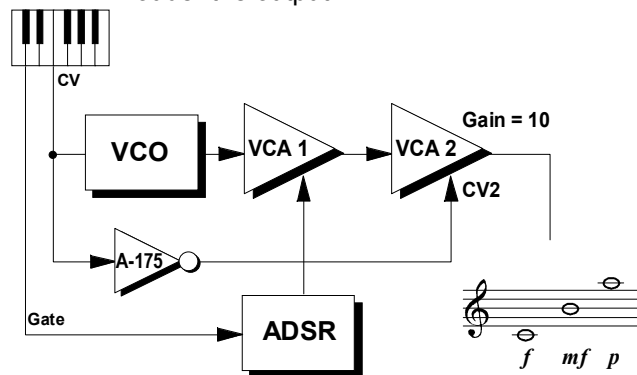 CV
Gain = 10
VCO
VCA 1
VCA 2
CV2
A-175
Gate
ADSR
f mf p